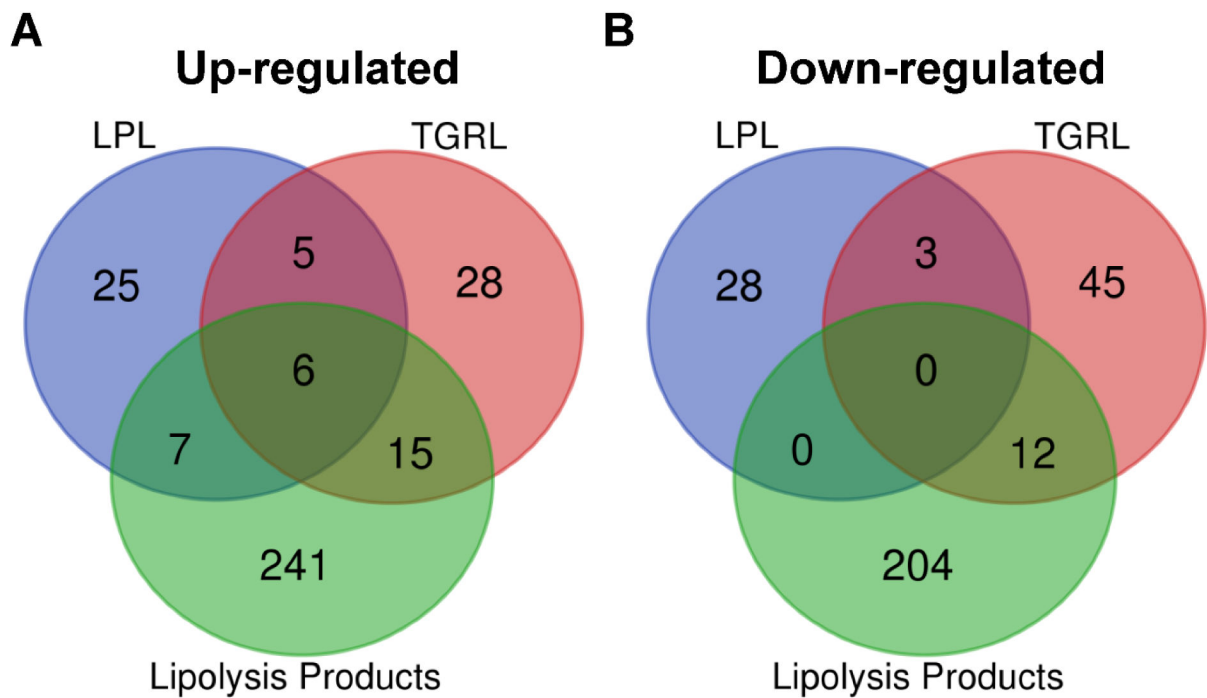 A
Up-regulated
LPL
TGRL
25
5
28
6
7
15
241
Lipolysis Products
B
Down-regulated
LPL
TGRL
28
3
45
0
0
12
204
Lipolysis Products